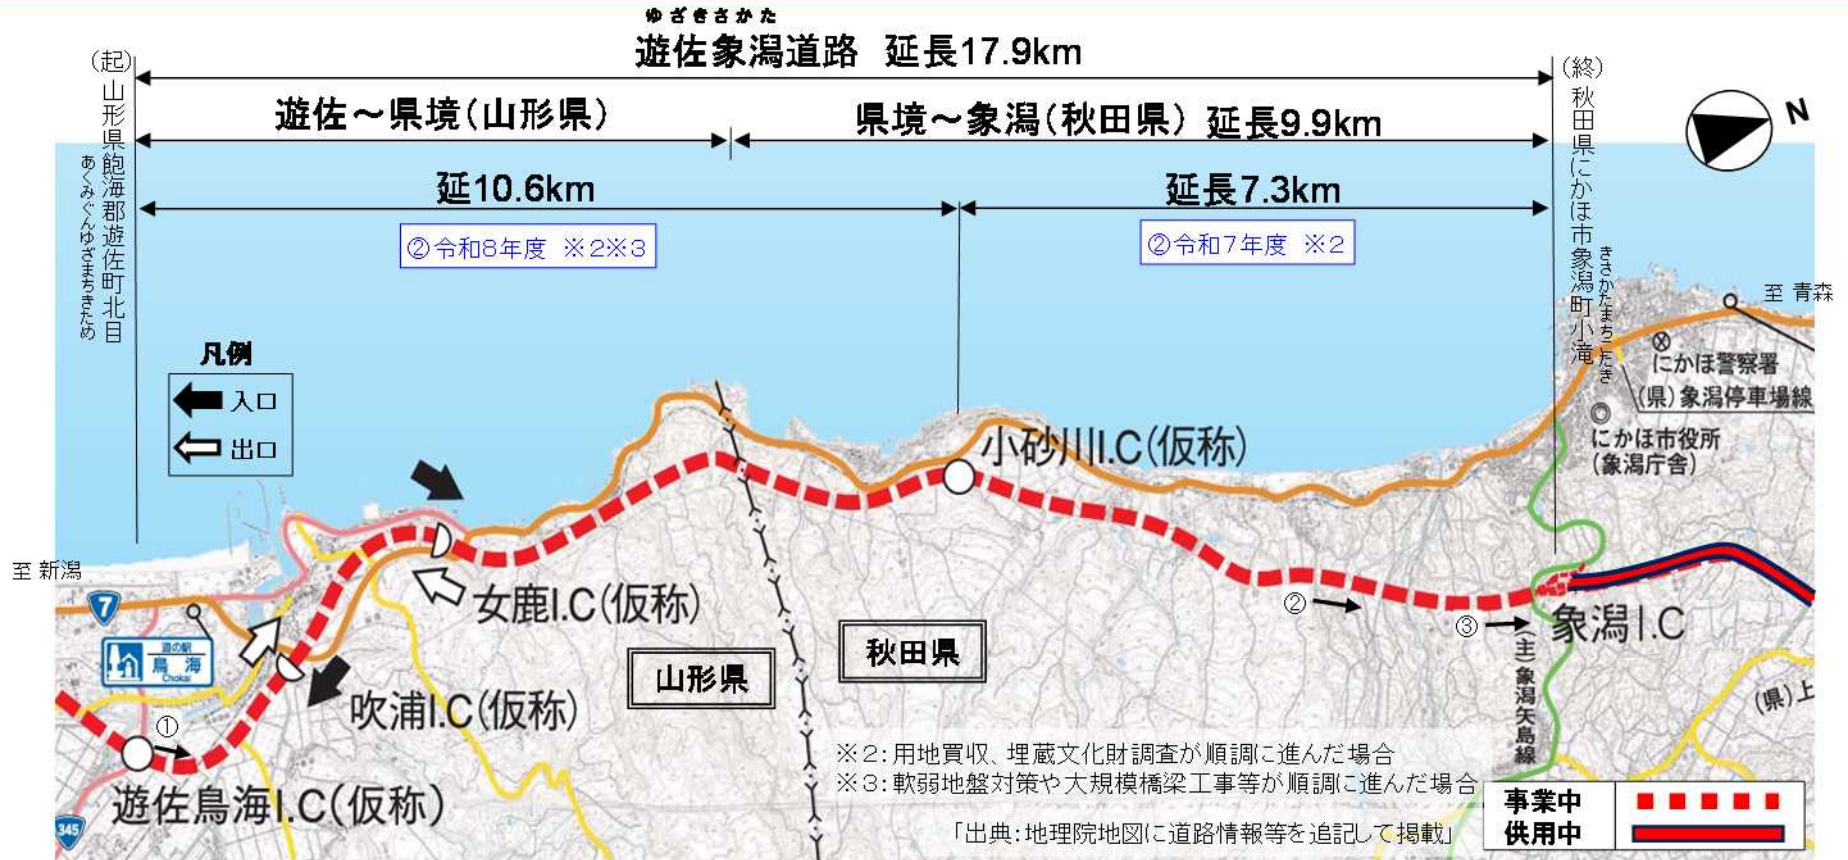 ゆざきさかた
遊佐象潟道路 延長17.9km
(起)山形県飽海郡遊佐町北目
あくみぐんゆざまちきため
(終)秋田県にかほ市象潟町小滝
きさかたまちこたき
遊佐～県境(山形県)
県境～象潟(秋田県) 延長9.9km
N
延10.6km
延長7.3km
②令和8年度 ※2※3
②令和7年度 ※2
至 青森
凡例
入口
出口
にかほ警察署
(県)象潟停車場線
にかほ市役所
(象潟庁舎)
小砂川I.C(仮称)
至 新潟
7
道の駅
鳥海
Chokai
女鹿I.C(仮称)
②
③
象潟I.C
山形県
秋田県
吹浦I.C(仮称)
①
(主)象潟矢島線
(県)上
遊佐鳥海I.C(仮称)
345
※2:用地買収、埋蔵文化財調査が順調に進んだ場合
※3:軟弱地盤対策や大規模橋梁工事等が順調に進んだ場合
「出典:地理院地図に道路情報等を追記して掲載」
事業中
供用中